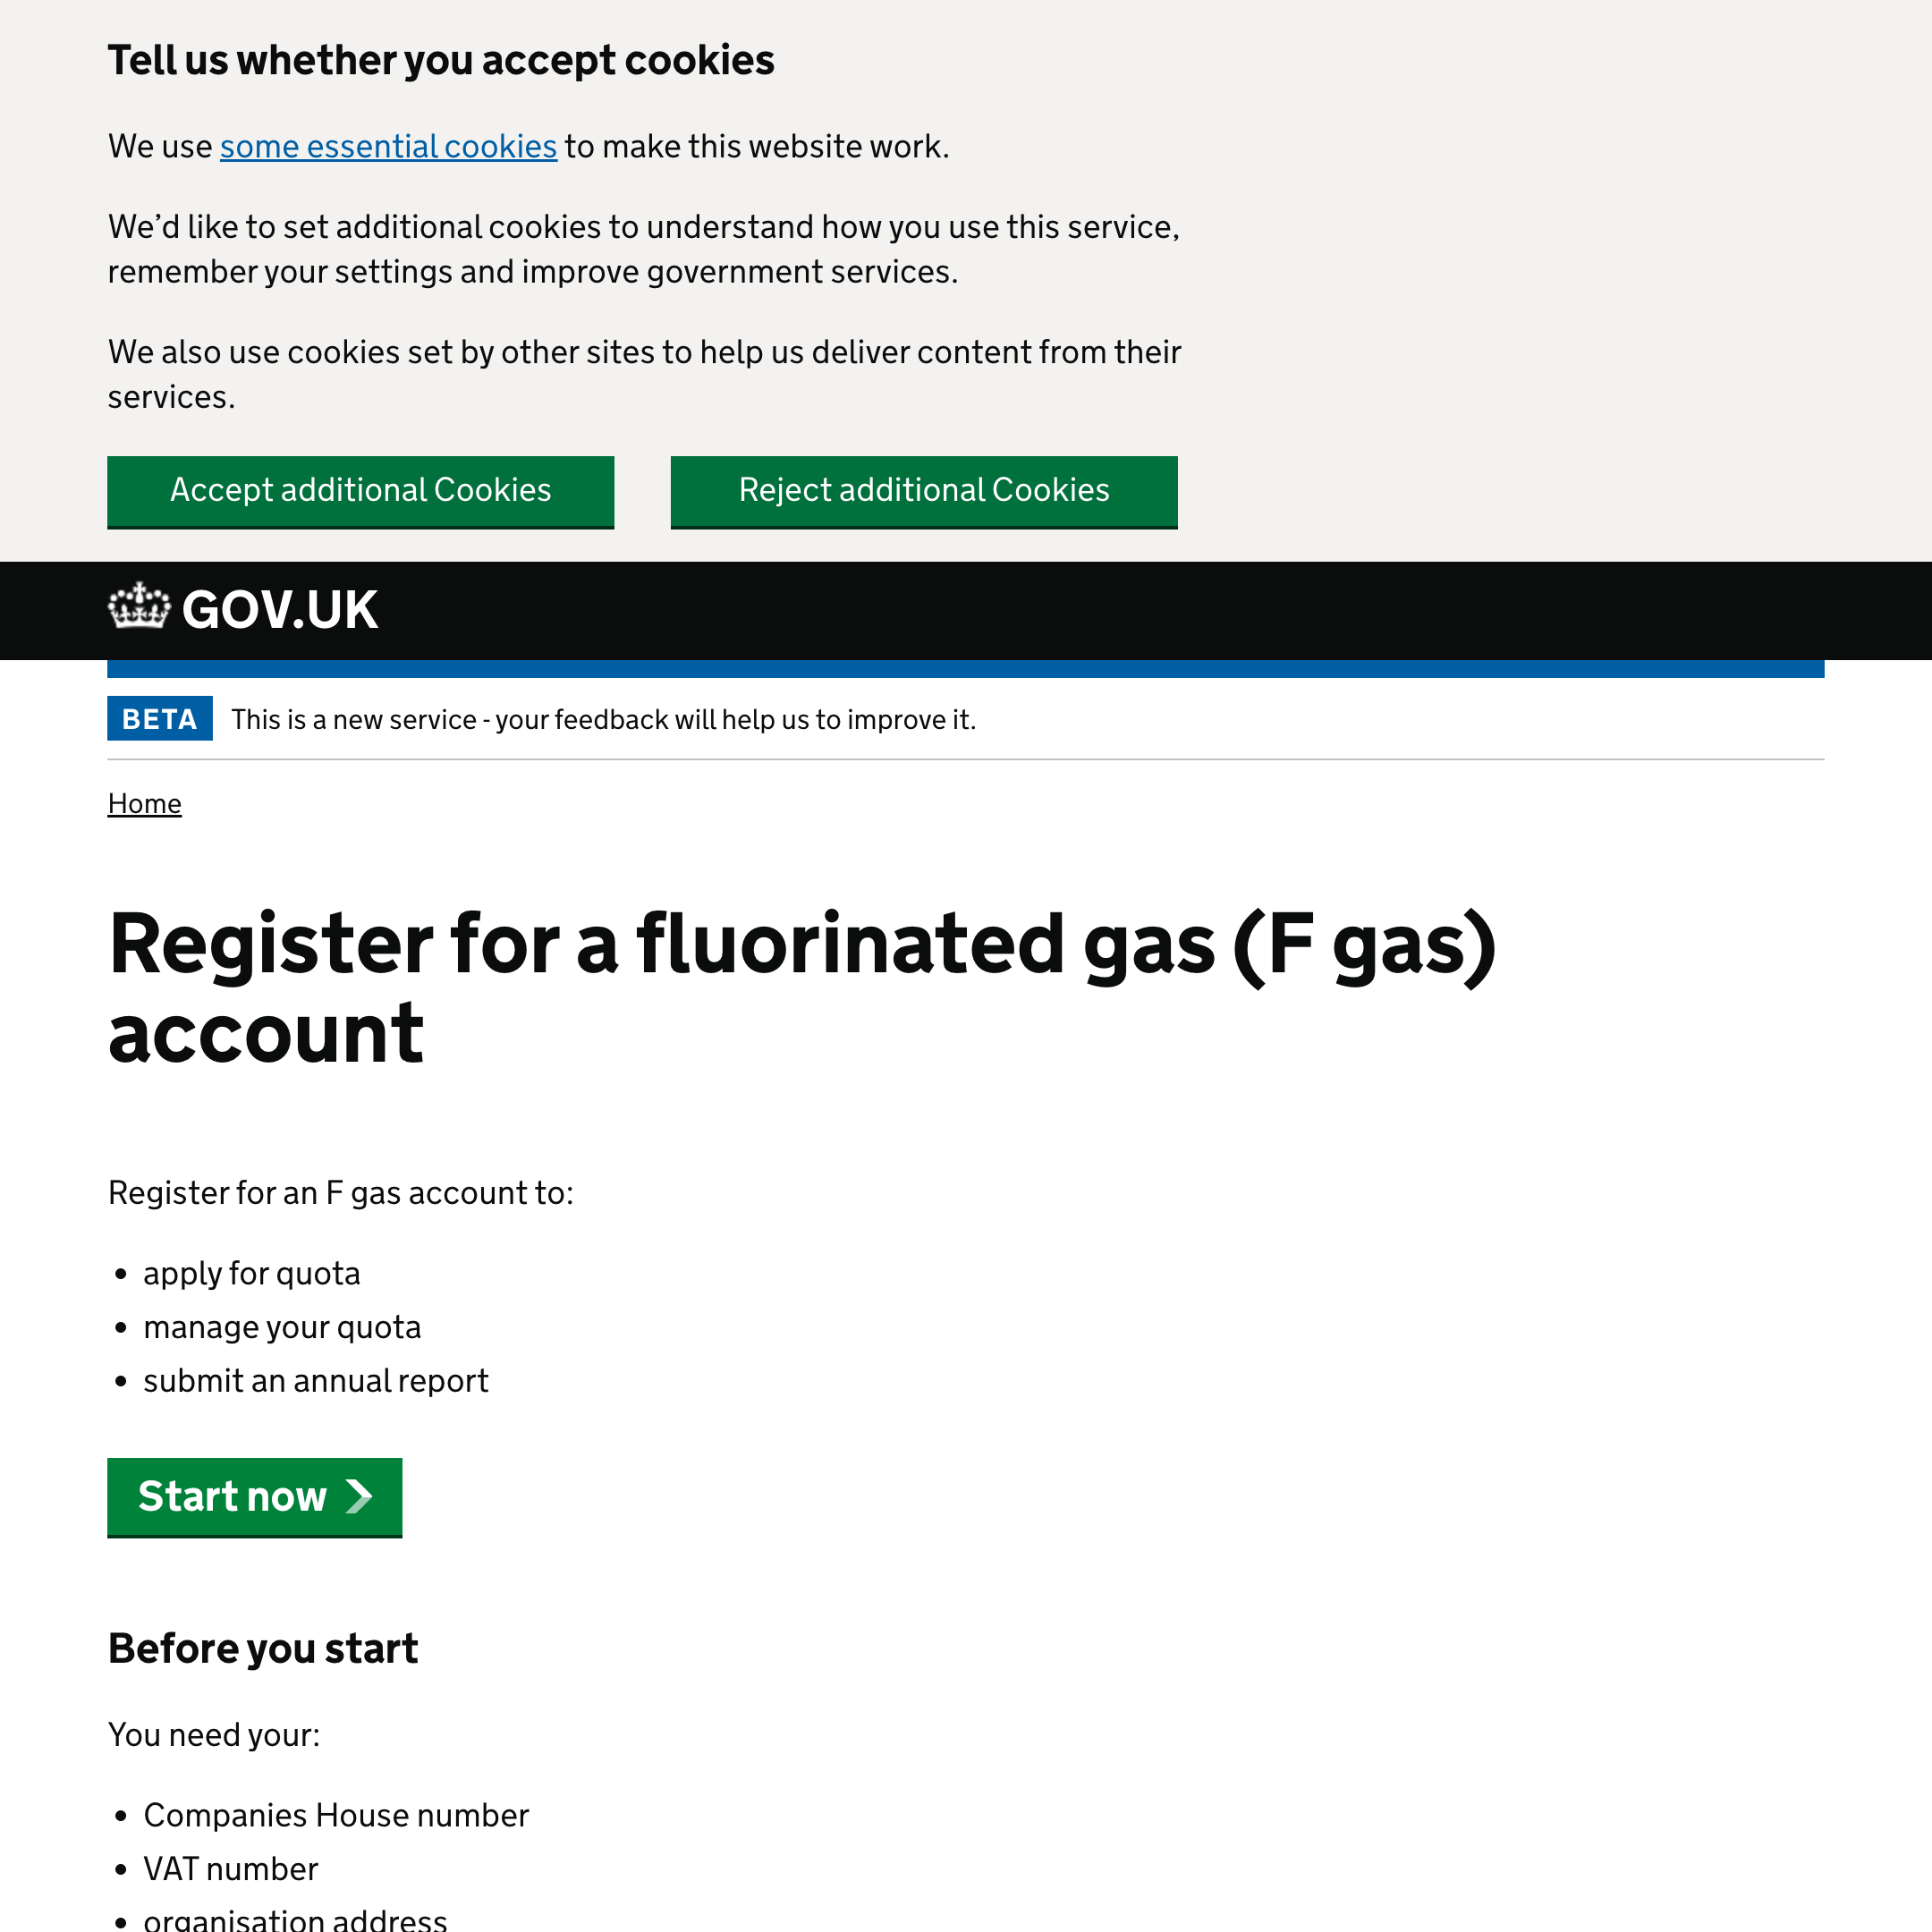 Tell us whether you accept cookies
We use some essential cookies to make this website work.
We’d like to set additional cookies to understand how you use this service,
remember your settings and improve government services.
We also use cookies set by other sites to help us deliver content from their
services.
Accept additional Cookies
Reject additional Cookies
GOV.UK
BETA This is a new service - your feedback will help us to improve it.
Home
Register for a fluorinated gas (F gas)
account
Register for an F gas account to:
• apply for quota
• manage your quota
• submit an annual report
Start now
Before you start
You need your:
• Companies House number
• VAT number
• organisation address